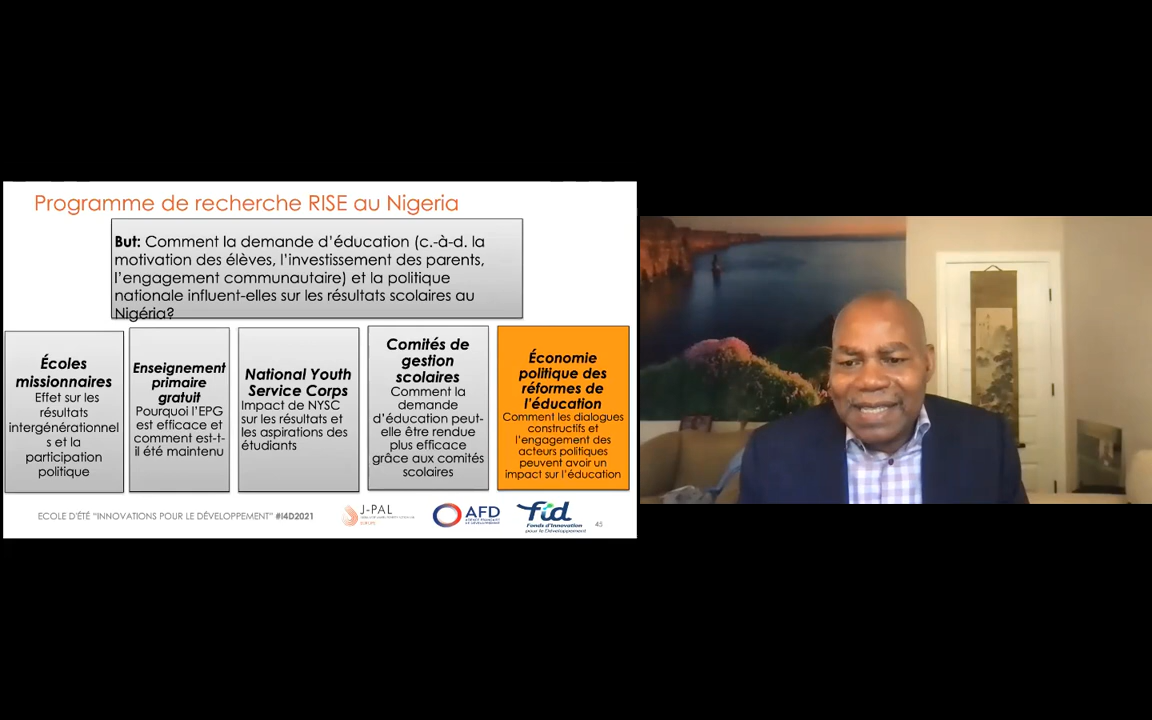 Programme de recherche RISE au Nigeria
But: Comment la demande d'éducation (c.-à-d. la
motivation des élèves, l'investissement des parents,
l'engagement communautaire) et la politique
nationale influent-elles sur les résultats scolaires au
Nigéria?
Écoles
missionnaires
Effet sur les
résultats
intergénérationnel
s et la
participation
politique
Enseignement
primaire
gratuit
Pourquoi l'EPG
est efficace et
comment est-t-
il été maintenu
National Youth
Service Corps
Impact de NYSC
sur les résultats et
les aspirations des
étudiants
Comités de
gestion
scolaires
Comment la
demande
d'éducation peut-
elle être rendue
plus efficace
grâce aux comités
scolaires
Économie
politique des
réformes de
l'éducation
Comment les dialogues
constructifs et
l'engagement des
acteurs politiques
peuvent avoir un
impact sur l'éducation
ECOLE D'ÉTÉ "INNOVATIONS POUR LE DÉVELOPPEMENT" #I4D2021
J-PAL
AFD
fid
Fonds d'Innovation
pour le Développement
45